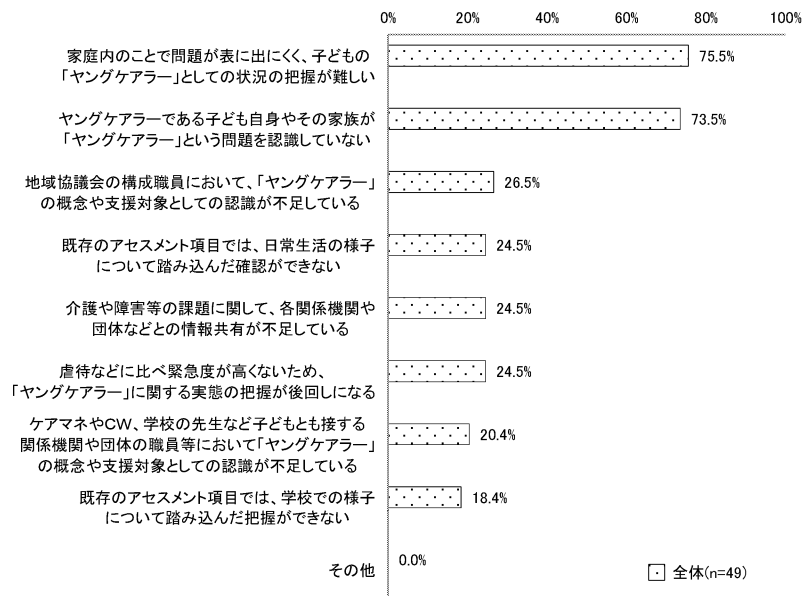 0% 20% 40% 60% 80% 100%
家庭内のことで問題が表に出にくく、子どもの
「ヤングケアラー」としての状況の把握が難しい
75.5%
ヤングケアラーである子ども自身やその家族が
「ヤングケアラー」という問題を認識していない
73.5%
地域協議会の構成職員において、「ヤングケアラー」
の概念や支援対象としての認識が不足している
26.5%
既存のアセスメント項目では、日常生活の様子
について踏み込んだ確認ができない
24.5%
介護や障害等の課題に関して、各関係機関や
団体などとの情報共有が不足している
24.5%
虐待などに比べ緊急度が高くないため、
「ヤングケアラー」に関する実態の把握が後回しになる
24.5%
ケアマネやCW、学校の先生など子どもとも接する
関係機関や団体の職員等において「ヤングケアラー」
の概念や支援対象としての認識が不足している
20.4%
既存のアセスメント項目では、学校での様子
について踏み込んだ把握ができない
18.4%
その他
0.0%
全体(n=49)